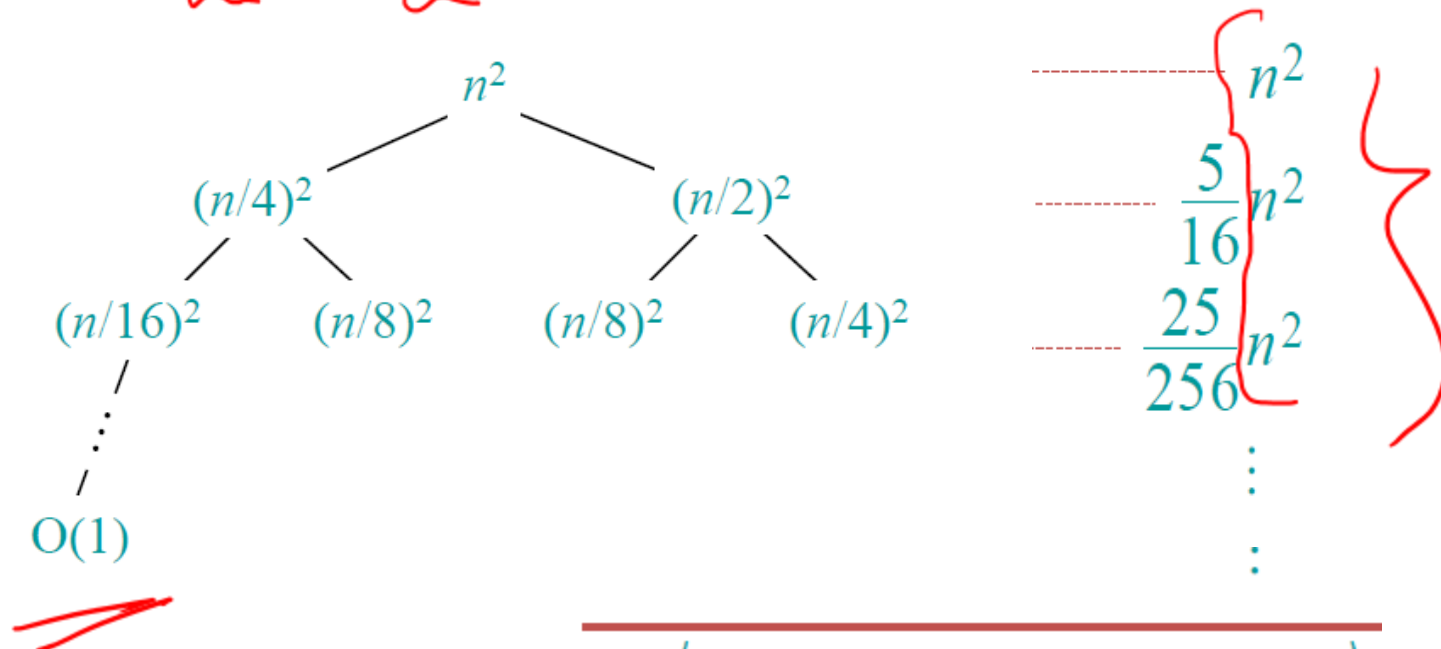 n² n²
(n/4)² (n/2)² 5/16 n²
(n/16)² (n/8)² (n/8)² (n/4)² 25/256 n²
⋮ ⋮
O(1) ⋮